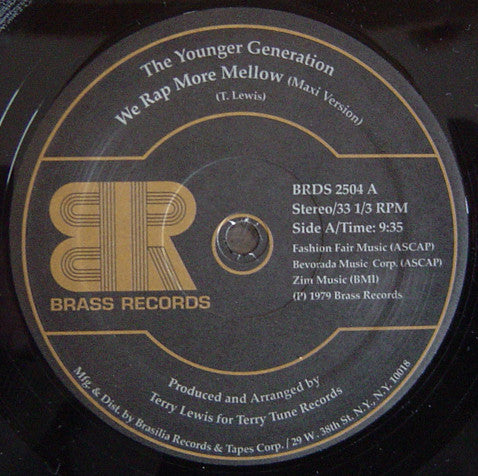 The Younger Generation
We Rap More Mellow (Maxi Version)
(T. Lewis)
BRDS 2504 A
Stereo/33 1/3 RPM
Side A/Time: 9:35
Fashion Fair Music (ASCAP)
Bevorada Music Corp. (ASCAP)
Zim Music (BMI)
(P) 1979 Brass Records
BR
BRASS RECORDS
Produced and Arranged by
Terry Lewis for Terry Tune Records
Mfg. & Dist. by Brasilia Records & Tapes Corp. / 29 W. 38th St. N.Y. N.Y. 10018